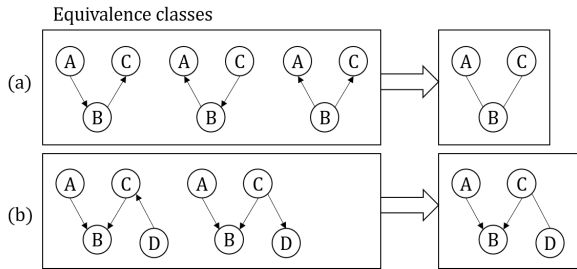 Equivalence classes
(a)
A C A C A C A C
B B B B
(b)
A C A C A C
B D B D B D